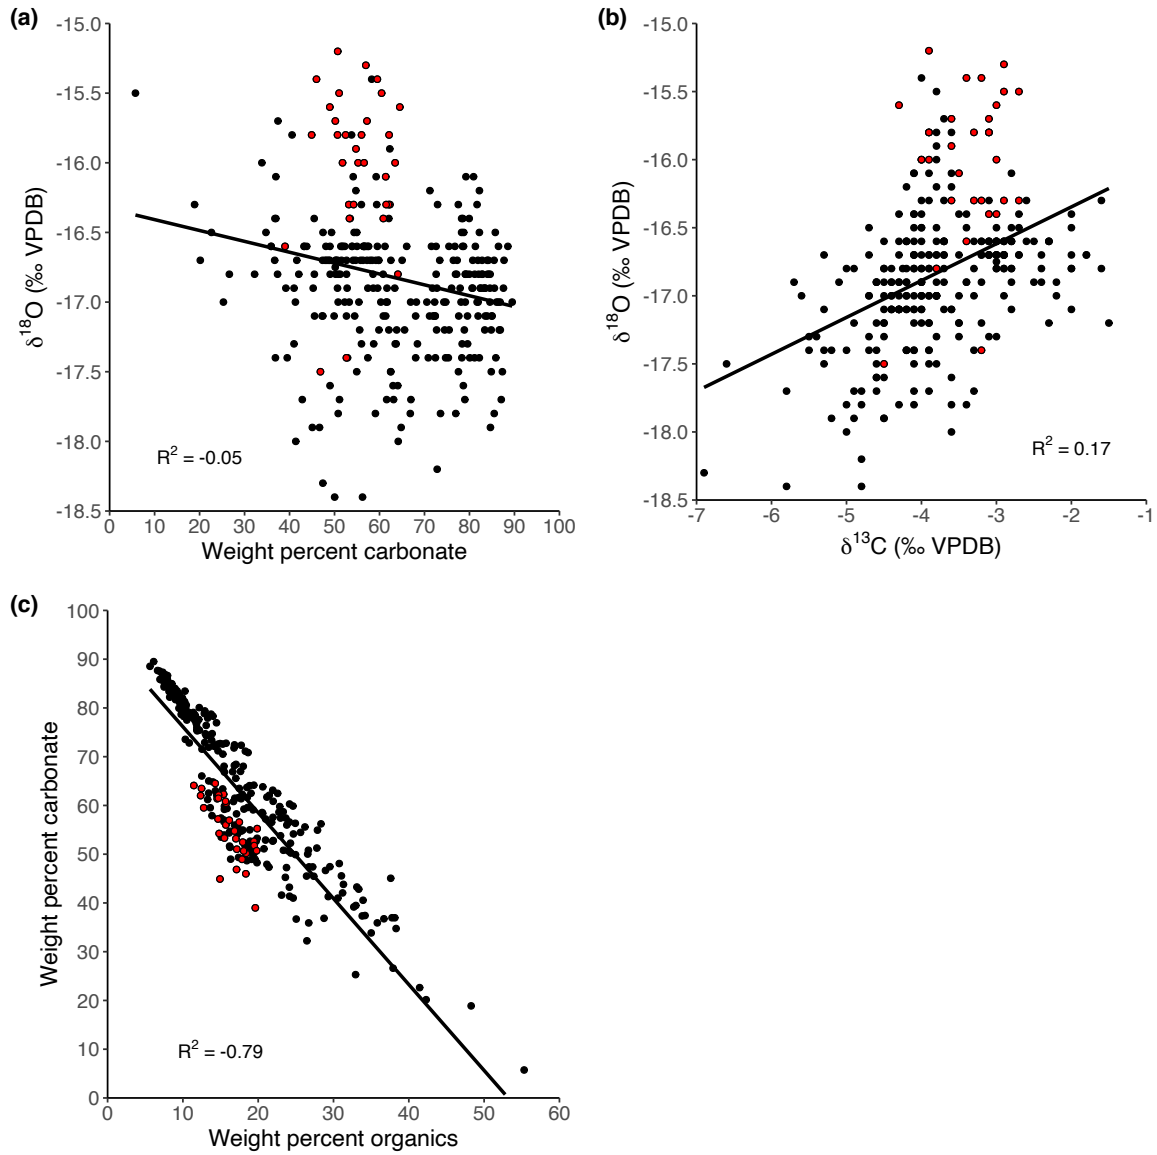 (a)
-15.0
-15.5
-16.0
-16.5
-17.0
-17.5
-18.0
-18.5
δ¹⁸O (‰ VPDB)
R² = -0.05
0 10 20 30 40 50 60 70 80 90 100
Weight percent carbonate
(b)
-15.0
-15.5
-16.0
-16.5
-17.0
-17.5
-18.0
-18.5
δ¹⁸O (‰ VPDB)
R² = 0.17
-7 -6 -5 -4 -3 -2 -1
δ¹³C (‰ VPDB)
(c)
100
90
80
70
60
50
40
30
20
10
0
Weight percent carbonate
R² = -0.79
0 10 20 30 40 50 60
Weight percent organics